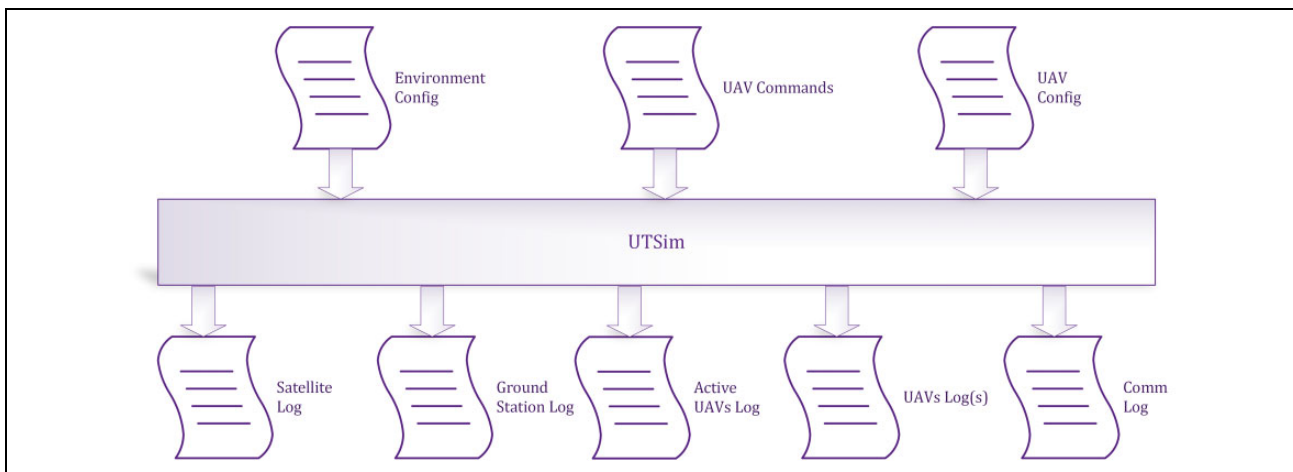 Environment
Config
UAV Commands
UAV
Config
UTSim
Satellite
Log
Ground
Station Log
Active
UAVs Log
UAVs Log(s)
Comm
Log